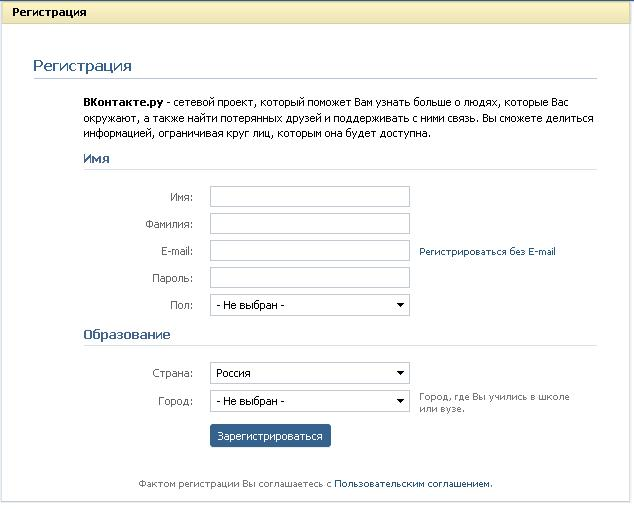 Регистрация
Регистрация
ВКонтакте.ру - сетевой проект, который поможет Вам узнать больше о людях, которые Вас
окружают, а также найти потерянных друзей и поддерживать с ними связь. Вы сможете делиться
информацией, ограничивая круг лиц, которым она будет доступна.
Имя
Имя:
Фамилия:
E-mail: Регистрироваться без E-mail
Пароль:
Пол: - Не выбран -
Образование
Страна: Россия
Город: - Не выбран - Город, где Вы учились в школе
или вузе.
Зарегистрироваться
Фактом регистрации Вы соглашаетесь с Пользовательским соглашением.